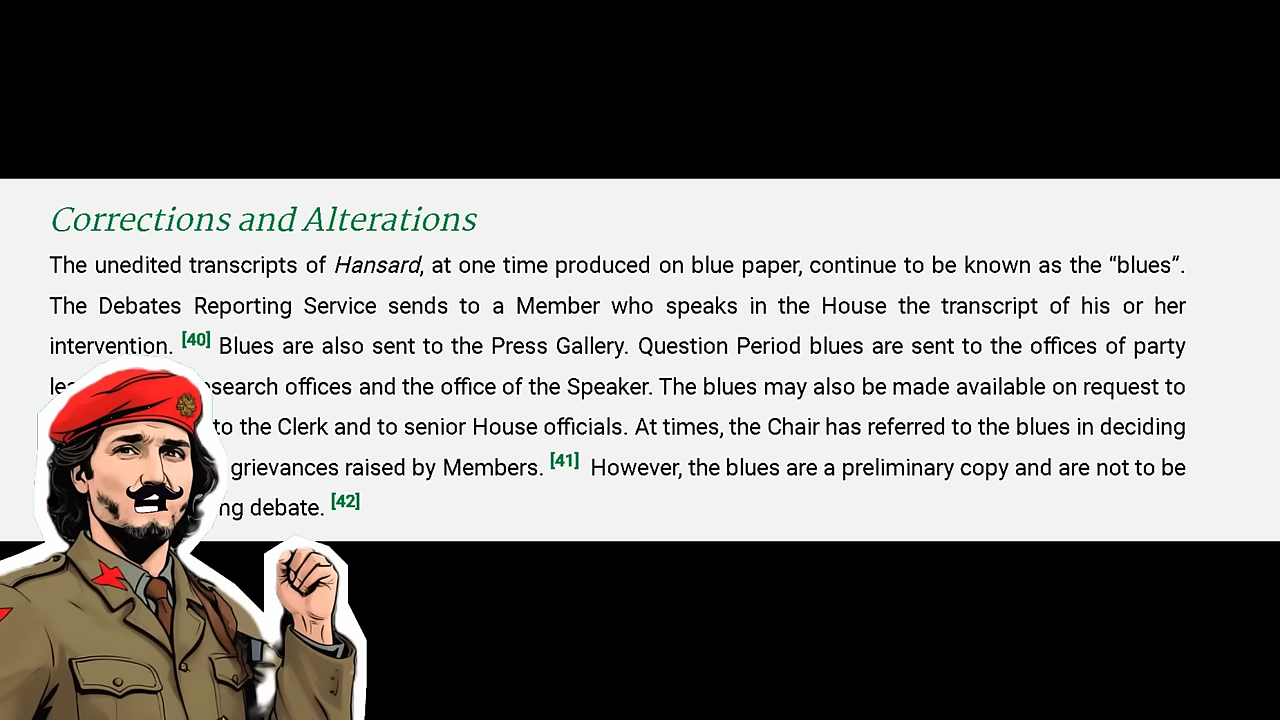 Corrections and Alterations
The unedited transcripts of Hansard, at one time produced on blue paper, continue to be known as the “blues”.
The Debates Reporting Service sends to a Member who speaks in the House the transcript of his or her
intervention. [40] Blues are also sent to the Press Gallery. Question Period blues are sent to the offices of party
offices and the office of the Speaker. The blues may also be made available on request to
to the Clerk and to senior House officials. At times, the Chair has referred to the blues in deciding
grievances raised by Members. [41] However, the blues are a preliminary copy and are not to be
debate. [42]